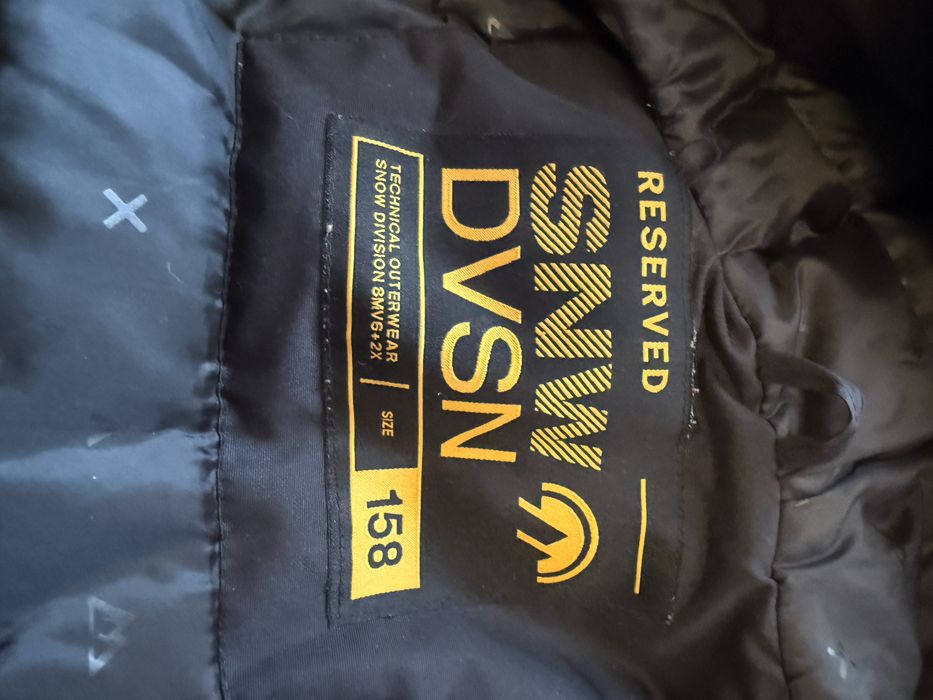 RESERVED
SNW
DVSN
TECHNICAL OUTERWEAR
SNOW DIVISION 8MV6+2X
SIZE
158